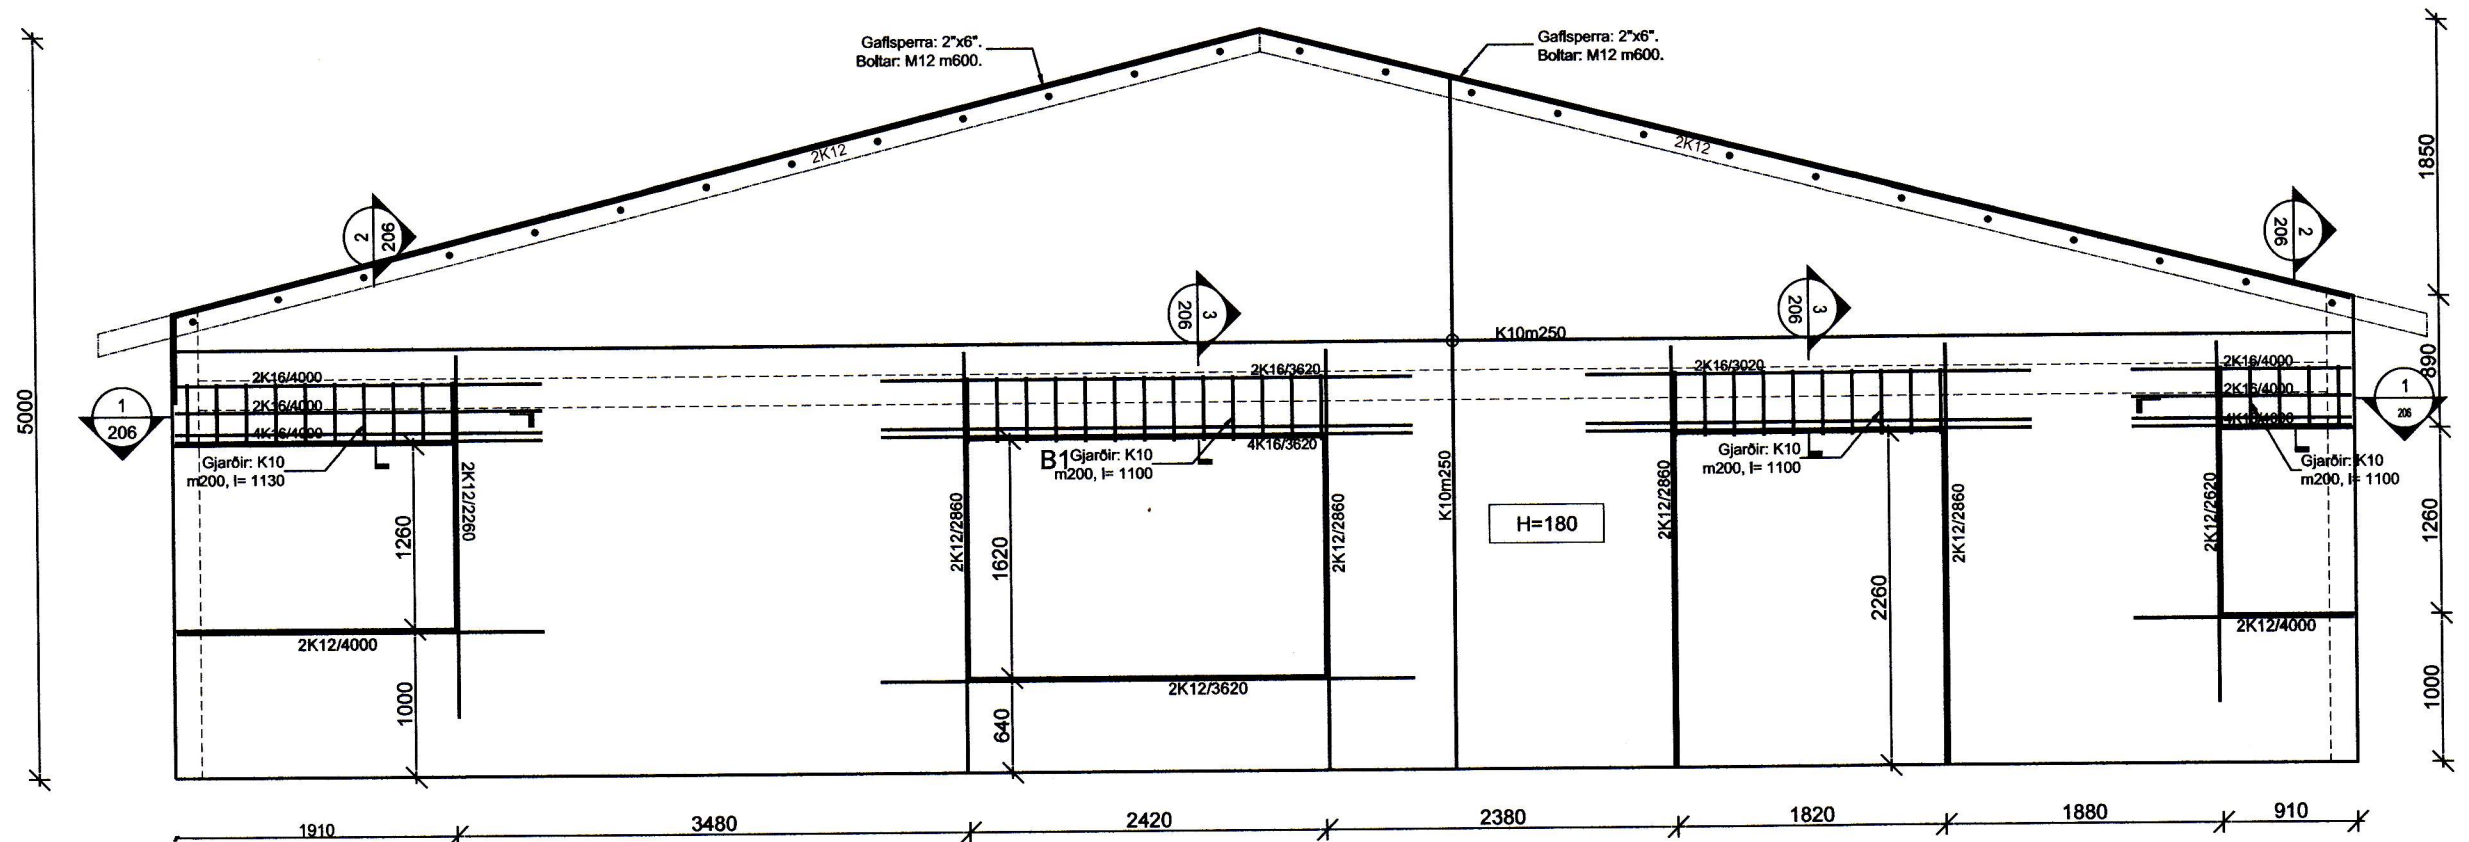 Gaflsperra: 2"x6".
Boltar: M12 m600.
Gaflsperra: 2"x6".
Boltar: M12 m600.
2K12
2K12
1850
2
206
2
206
3
206
3
206
K10m250
2K16/4000
2K16/3620
2K16/3020
2K16/4000
890
5000
1
206
2K16/4000
2K16/4000
1
206
4K16/4000
4K16/3620
4K16/4000
Gjarðir: K10
m200, l= 1130
B1
Gjarðir: K10
m200, l= 1100
Gjarðir: K10
m200, l= 1100
Gjarðir: K10
m200, l= 1100
2K12/2260
2K12/2860
2K12/2860
K10m250
2K12/2860
2K12/2860
2K12/2620
H=180
1260
1620
2260
1260
2K12/4000
2K12/3620
2K12/4000
1000
640
1000
1910
3480
2420
2380
1820
1880
910